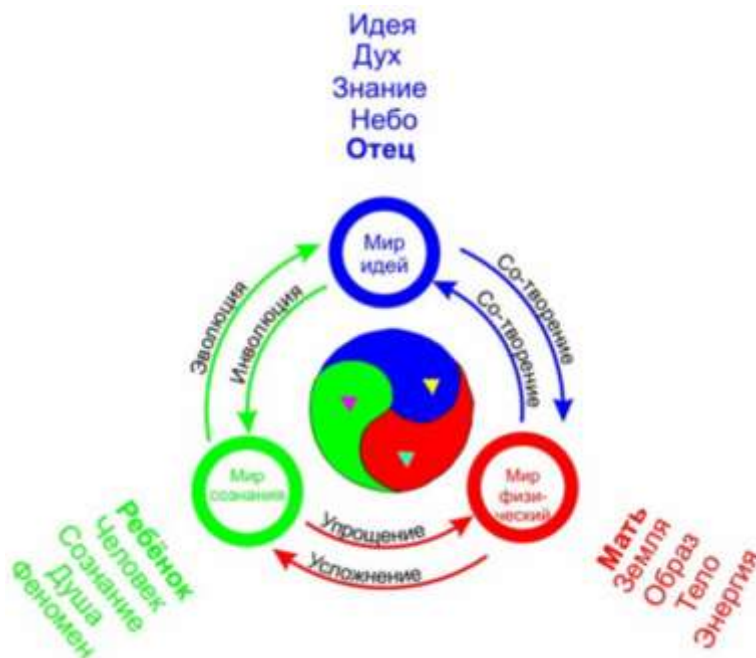 Идея
Дух
Знание
Небо
Отец
Мир
идей
Эволюция
Инволюция
Со-творение
Со-творение
Мир
сознания
Мир
физи-
ческий
Упрощение
Усложнение
Ребёнок
Человек
Сознание
Душа
Феномен
Мать
Земля
Образ
Тело
Энергия